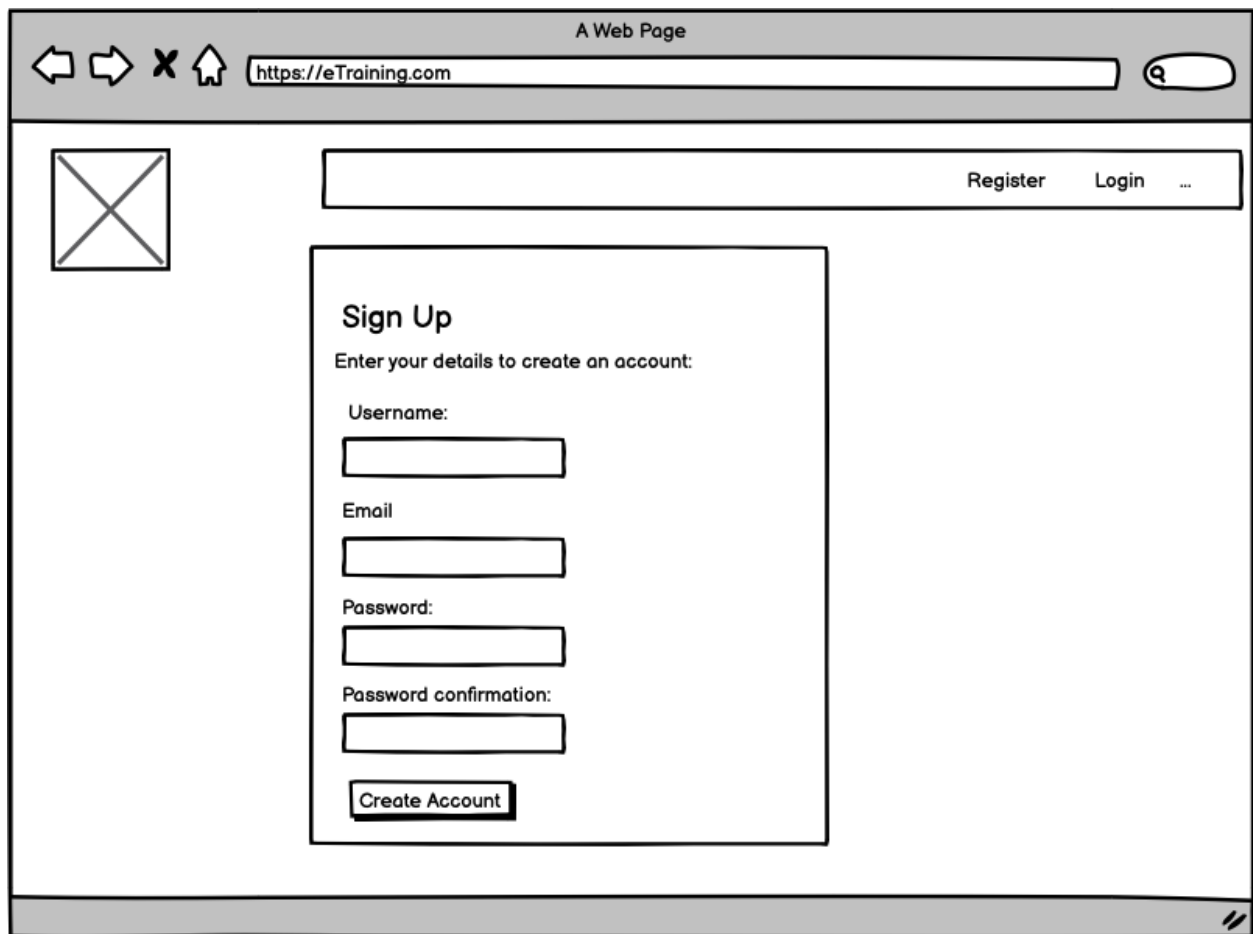 A Web Page
https://eTraining.com
Register Login ...
Sign Up
Enter your details to create an account:
Username:
Email
Password:
Password confirmation:
Create Account